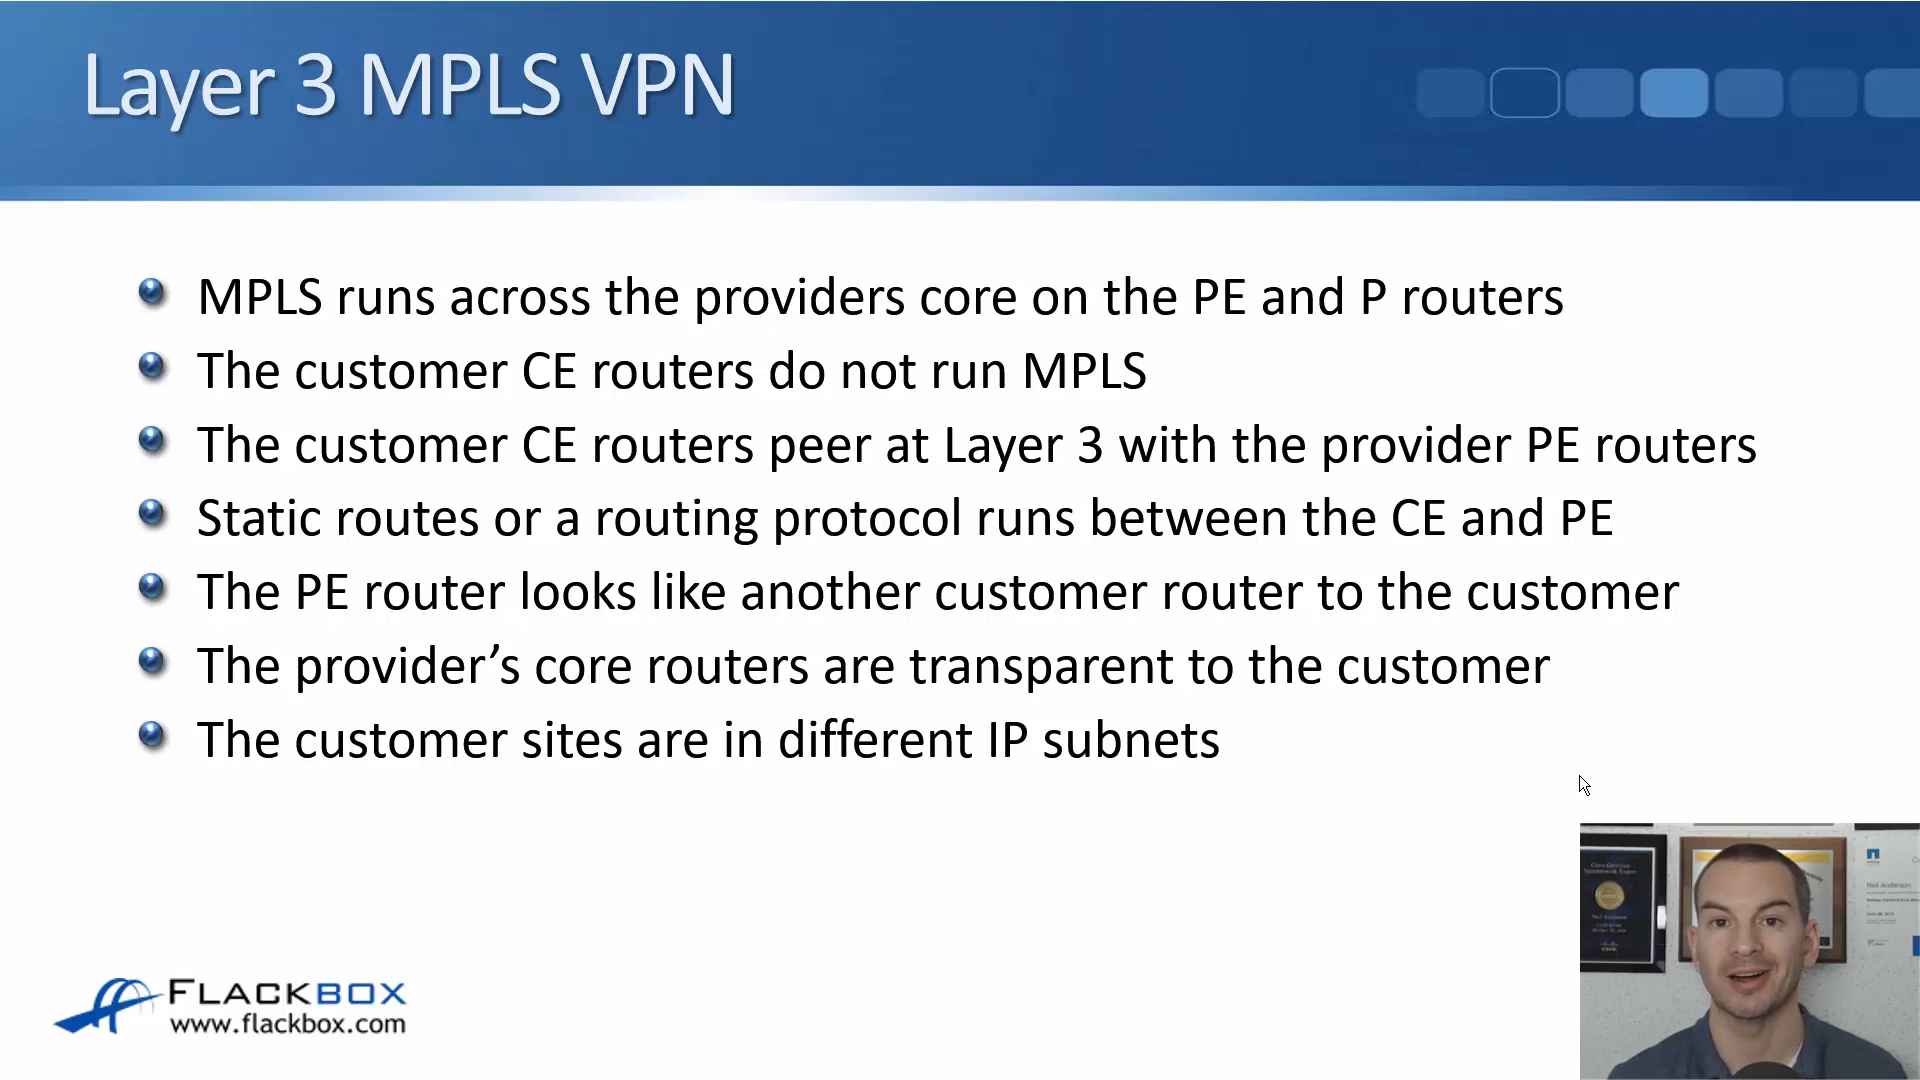 Layer 3 MPLS VPN
MPLS runs across the providers core on the PE and P routers
The customer CE routers do not run MPLS
The customer CE routers peer at Layer 3 with the provider PE routers
Static routes or a routing protocol runs between the CE and PE
The PE router looks like another customer router to the customer
The provider’s core routers are transparent to the customer
The customer sites are in different IP subnets
FLACKBOX
www.flackbox.com
Neil Anderson